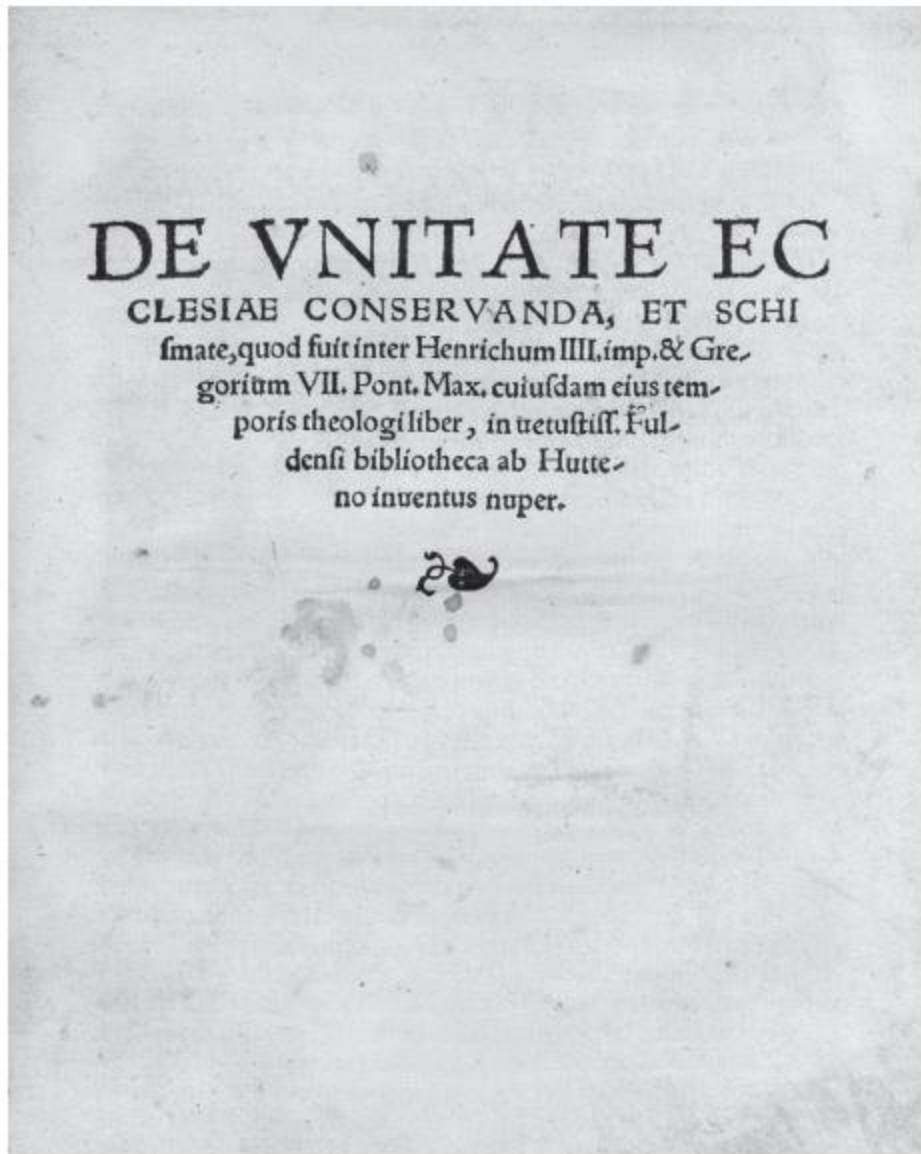 DE VNITATE EC
CLESIAE CONSERVANDA, ET SCHI
ſmate, quod fuit inter Henrichum IIII. imp. & Gre-
gorium VII. Pont. Max. cuiuſdam eius tem-
poris theologi liber, in uetuſtiſſ. Ful-
denſi bibliotheca ab Hutte-
no inuentus nuper.